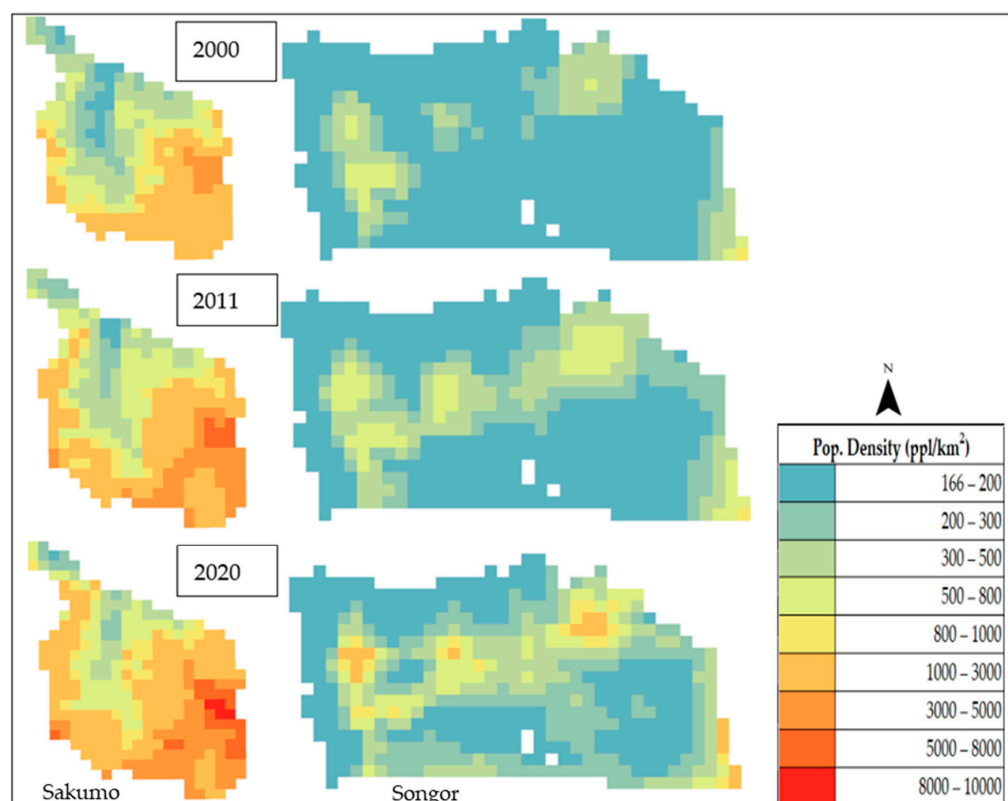 2000
2011
N
Pop. Density (ppl/km²)
166 – 200
200 – 300
300 – 500
500 – 800
800 – 1000
1000 – 3000
3000 – 5000
5000 – 8000
8000 – 10000
2020
Sakumo
Songor